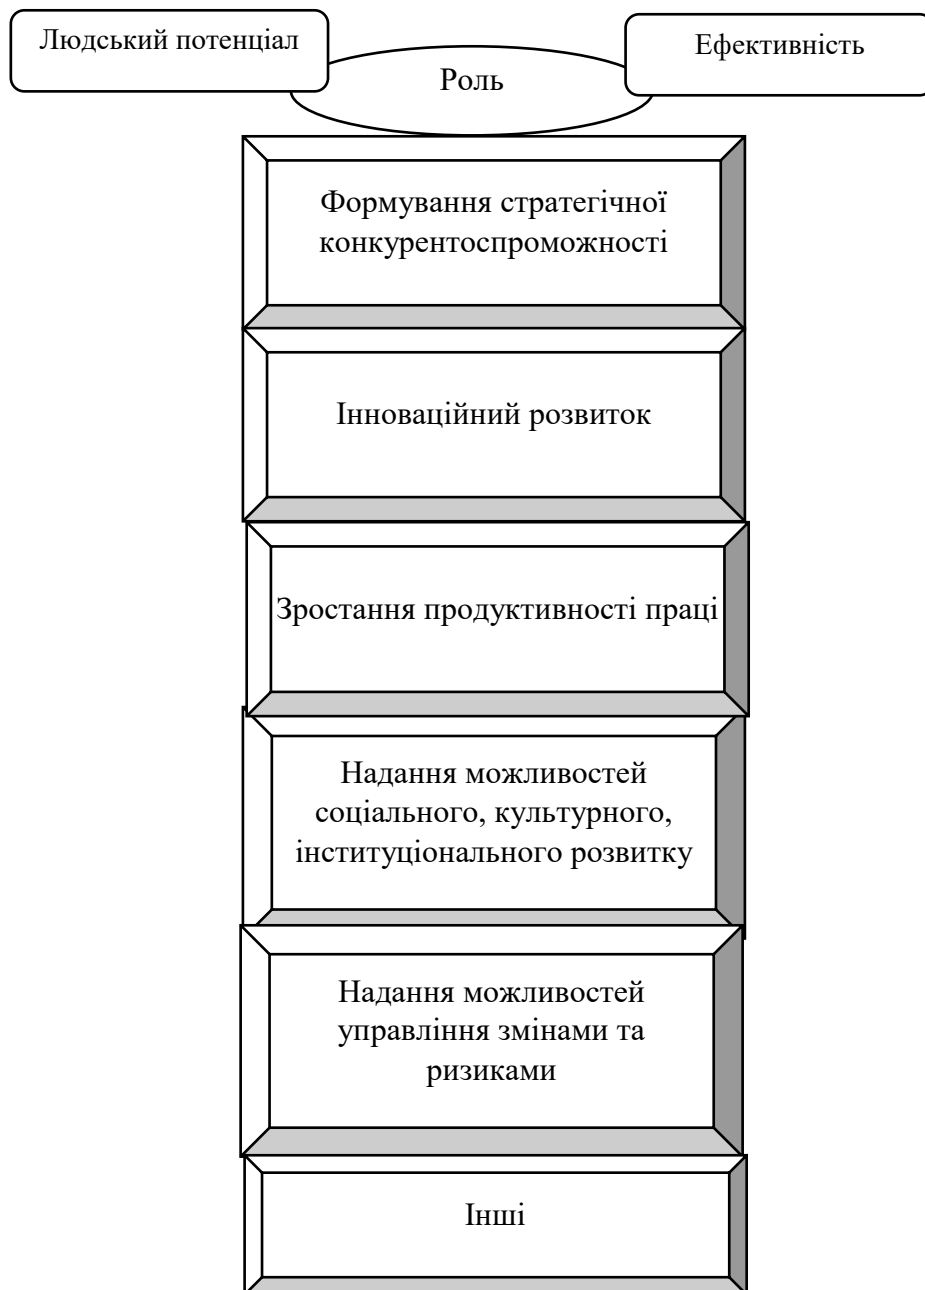 Людський потенціал
Роль
Ефективність
Формування стратегічної
конкурентоспроможності
Інноваційний розвиток
Зростання продуктивності праці
Надання можливостей
соціального, культурного,
інституціонального розвитку
Надання можливостей
управління змінами та
ризиками
Інші